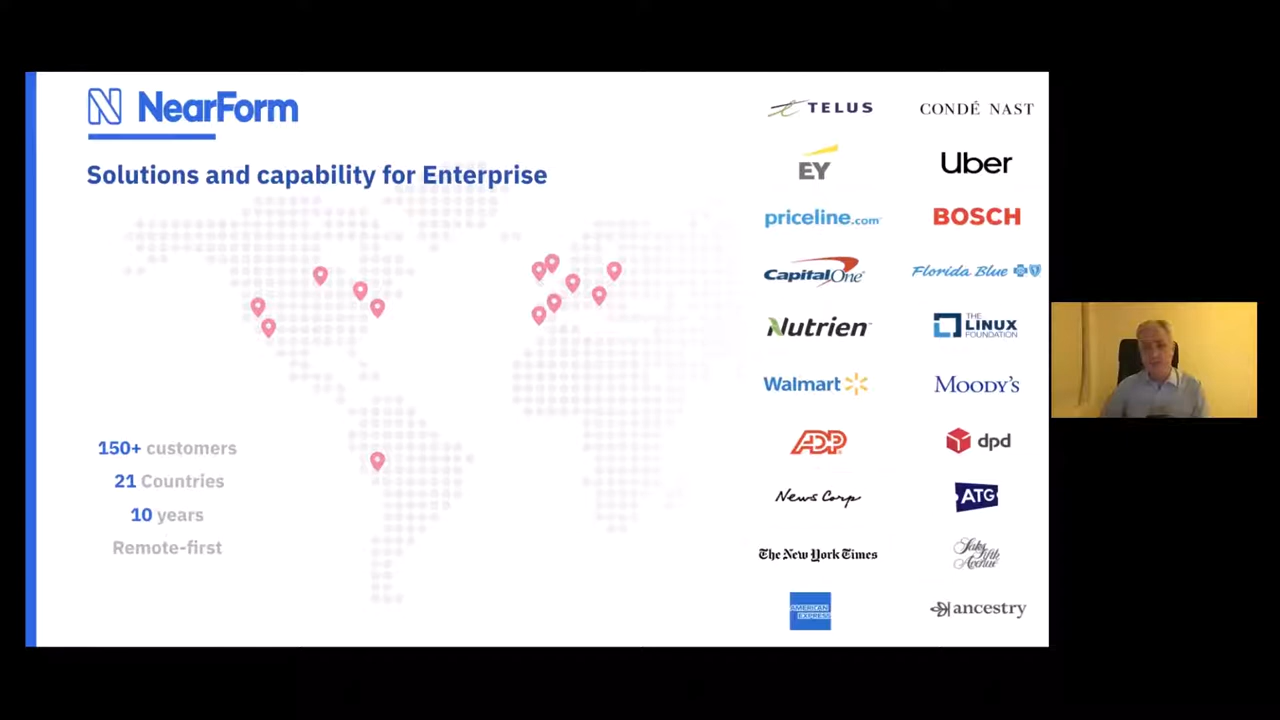 NearForm
Solutions and capability for Enterprise
150+ customers
21 Countries
10 years
Remote-first
TELUS
CONDÉ NAST
EY
Uber
priceline.com
BOSCH
Capital One
Florida Blue
Nutrien
THE LINUX FOUNDATION
Walmart
MOODY'S
ADP
dpd
News Corp
ATG
The New York Times
Saks Fifth Avenue
AMERICAN EXPRESS
ancestry